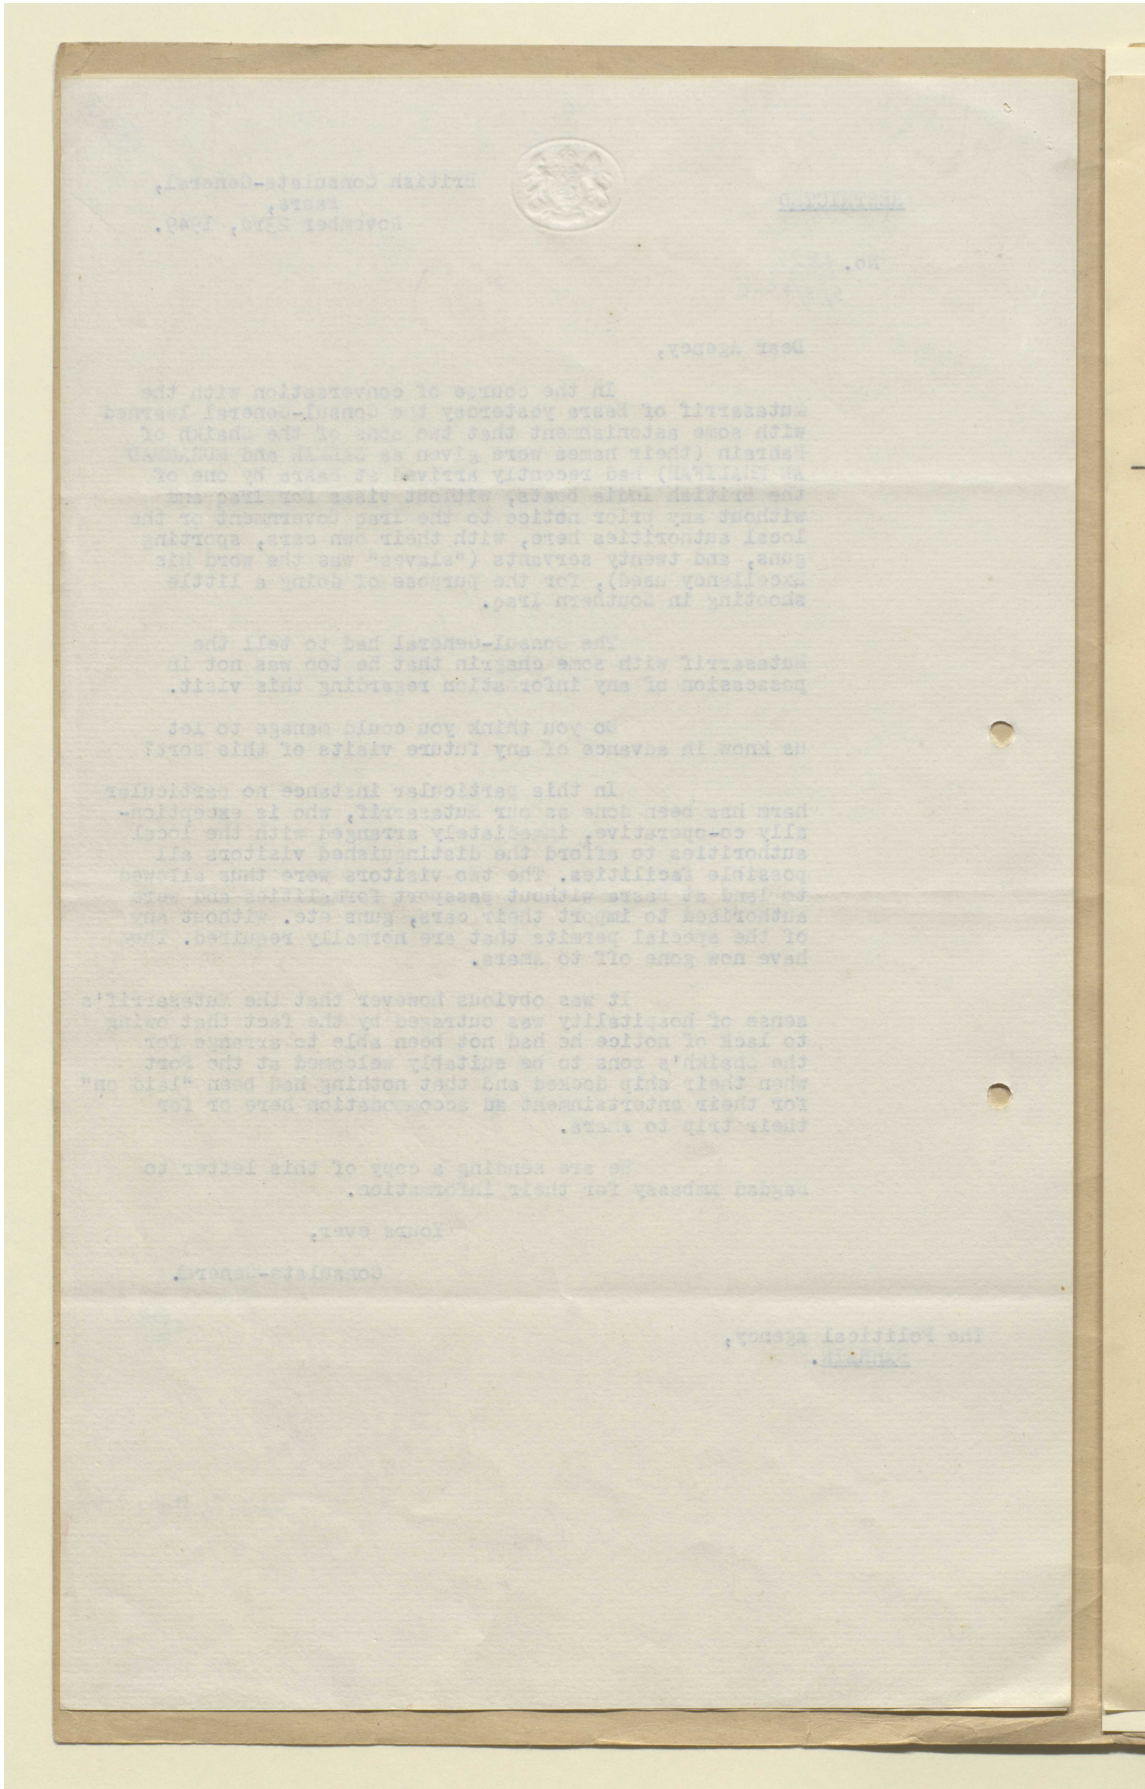 RESTRICTED
British Consulate-General,
Basra,
November 23rd, 1949.
No.
Dear Agency,
In the course of conversation with the
Mutasarrif of Basra yesterday the Consul-General learned
with some astonishment that two sons of the Shaikh of
Bahrain (their names were given as and MUHAMMAD
AL KHALIFAH) had recently arrived at Basra by one of
the British India boats, without visas for Iraq and
without any prior notice to the Iraq Government or the
local authorities here, with their own cars, sporting
guns, and twenty servants ("slaves" was the word His
Excellency used), for the purpose of doing a little
shooting in Southern Iraq.
The Consul-General had to tell the
Mutasarrif with some chagrin that he too was not in
possession of any information regarding this visit.
Do you think you could manage to let
us know in advance of any future visits of this sort?
In this particular instance no particular
harm has been done as our Mutasarrif, who is exception-
ally co-operative, immediately arranged with the local
authorities to afford the distinguished visitors all
possible facilities. The two visitors were thus allowed
to land at Basra without passport formalities and were
authorised to import their cars, guns etc. without any
of the special permits that are normally required. They
have now gone off to Amara.
It was obvious however that the Mutasarrif's
sense of hospitality was outraged by the fact that owing
to lack of notice he had not been able to arrange for
the Shaikh's sons to be suitably welcomed at the Port
when their ship docked and that nothing had been "laid on"
for their entertainment ad accommodation here or for
their trip to Amara.
We are sending a copy of this letter to
Bagdad Embassy for their information.
Yours ever,
Consulate-General.
The Political Agency,
BAHRAIN.